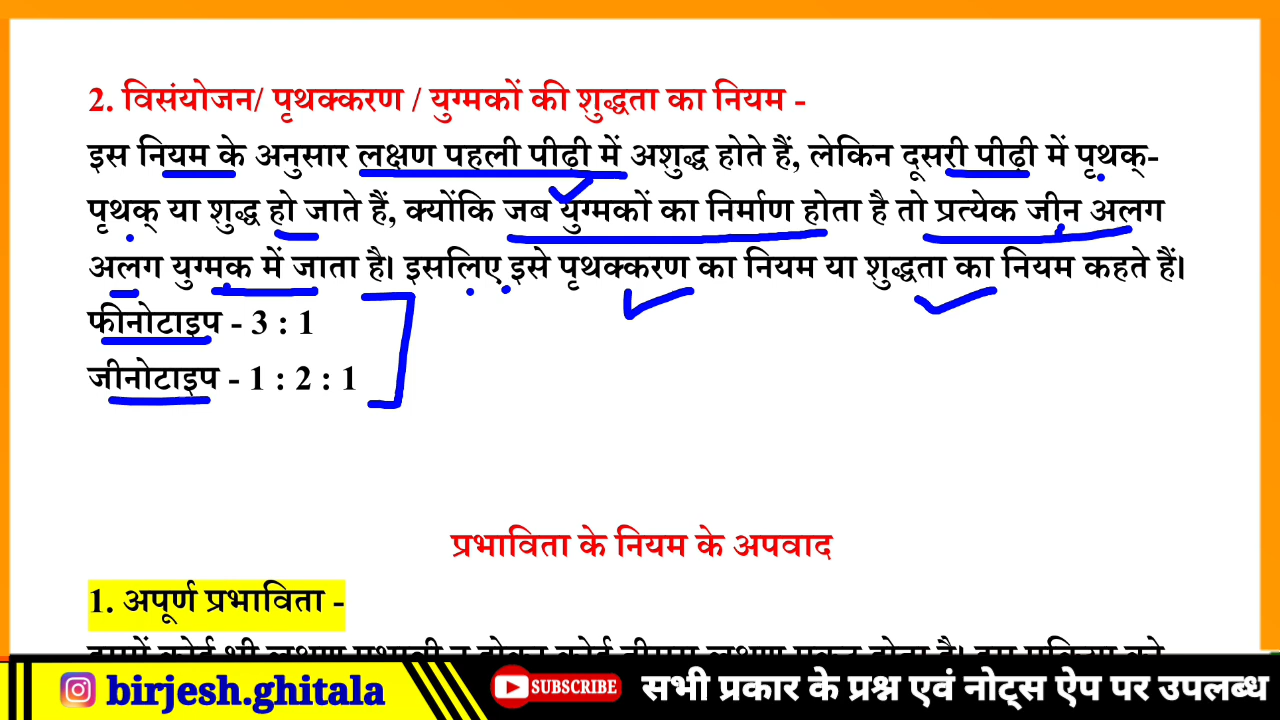 2. विसंयोजन/ पृथक्करण / युग्मकों की शुद्धता का नियम -
इस नियम के अनुसार लक्षण पहली पीढ़ी में अशुद्ध होते हैं, लेकिन दूसरी पीढ़ी में पृथक्-
पृथक् या शुद्ध हो जाते हैं, क्योंकि जब युग्मकों का निर्माण होता है तो प्रत्येक जीन अलग
अलग युग्मक में जाता है। इसलिए इसे पृथक्करण का नियम या शुद्धता का नियम कहते हैं।
फीनोटाइप - 3 : 1
जीनोटाइप - 1 : 2 : 1
प्रभाविता के नियम के अपवाद
1. अपूर्ण प्रभाविता -
birjesh.ghitala
SUBSCRIBE
सभी प्रकार के प्रश्न एवं नोट्स ऐप पर उपलब्ध